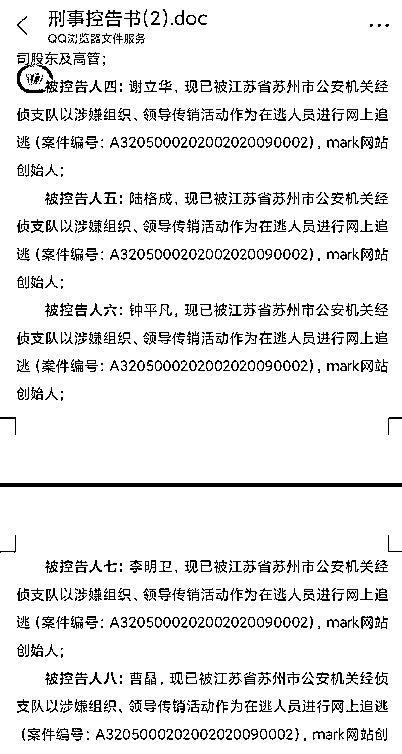 刑事控告书(2).doc
QQ浏览器文件服务
司股东及高管；
被控告人四：谢立华，现已被江苏省苏州市公安机关经
侦支队以涉嫌组织、领导传销活动作为在逃人员进行网上追
逃（案件编号：A3205000202002020090002），mark网站
创始人；
被控告人五：陆格成，现已被江苏省苏州市公安机关经
侦支队以涉嫌组织、领导传销活动作为在逃人员进行网上追
逃（案件编号：A3205000202002020090002），mark网站
创始人；
被控告人六：钟平凡，现已被江苏省苏州市公安机关经
侦支队以涉嫌组织、领导传销活动作为在逃人员进行网上追
逃（案件编号：A3205000202002020090002），mark网站
创始人；
被控告人七：李明卫，现已被江苏省苏州市公安机关经
侦支队以涉嫌组织、领导传销活动作为在逃人员进行网上追
逃（案件编号：A3205000202002020090002），mark网站
创始人；
被控告人八：曹磊，现已被江苏省苏州市公安机关经侦
支队以涉嫌组织、领导传销活动作为在逃人员进行网上追逃
（案件编号：A3205000202002020090002），mark网站创